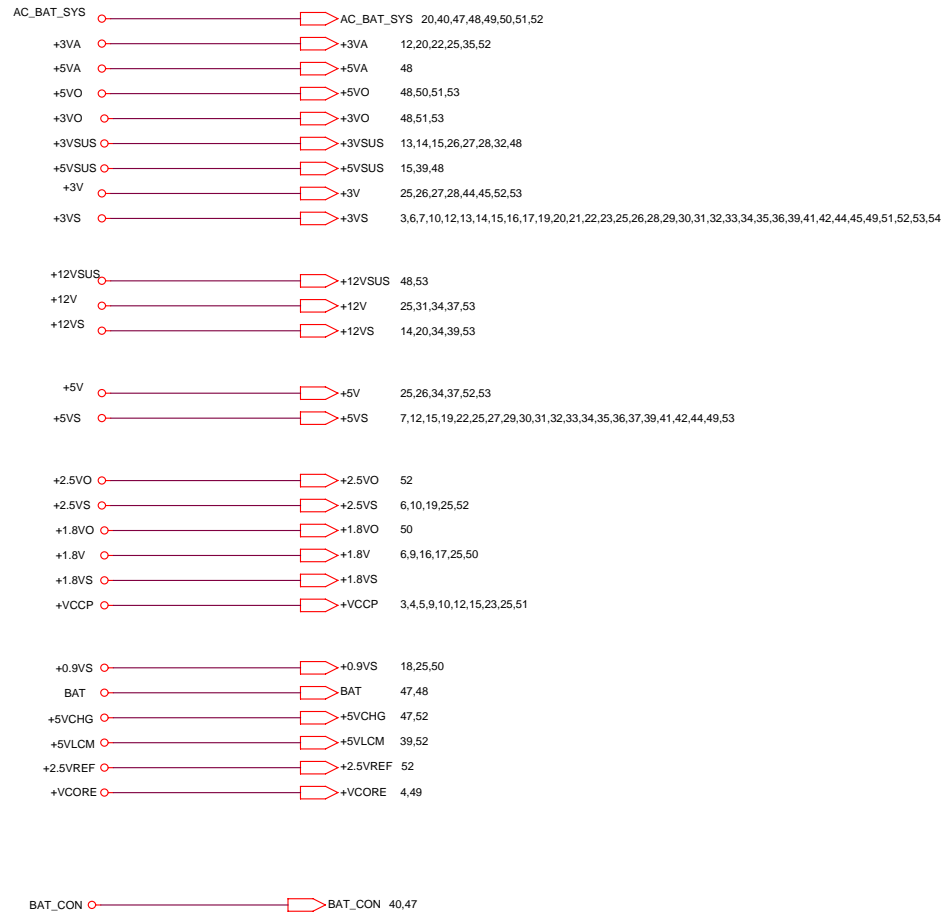 AC_BAT_SYS AC_BAT_SYS 20,40,47,48,49,50,51,52
+3VA +3VA 12,20,22,25,35,52
+5VA +5VA 48
+5VO +5VO 48,50,51,53
+3VO +3VO 48,51,53
+3VSUS +3VSUS 13,14,15,26,27,28,32,48
+5VSUS +5VSUS 15,39,48
+3V +3V 25,26,27,28,44,45,52,53
+3VS +3VS 3,6,7,10,12,13,14,15,16,17,19,20,21,22,23,25,26,28,29,30,31,32,33,34,35,36,39,41,42,44,45,49,51,52,53,54
+12VSUS +12VSUS 48,53
+12V +12V 25,31,34,37,53
+12VS +12VS 14,20,34,39,53
+5V +5V 25,26,34,37,52,53
+5VS +5VS 7,12,15,19,22,25,27,29,30,31,32,33,34,35,36,37,39,41,42,44,49,53
+2.5VO +2.5VO 52
+2.5VS +2.5VS 6,10,19,25,52
+1.8VO +1.8VO 50
+1.8V +1.8V 6,9,16,17,25,50
+1.8VS +1.8VS
+VCCP +VCCP 3,4,5,9,10,12,15,23,25,51
+0.9VS +0.9VS 18,25,50
BAT BAT 47,48
+5VCHG +5VCHG 47,52
+5VLCM +5VLCM 39,52
+2.5VREF +2.5VREF 52
+VCORE +VCORE 4,49
BAT_CON BAT_CON 40,47